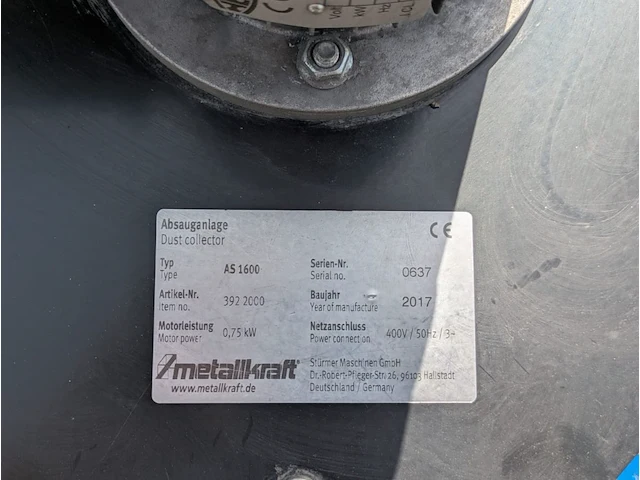 CE
Absauganlage
Dust collector
CE
Typ
Type
AS 1600
Serien-Nr.
Serial no.
0637
Artikel-Nr.
Item no.
392 2000
Baujahr
Year of manufacture
2017
Motorleistung
Motor power
0,75 kW
Netzanschluss
Power connection
400V / 50Hz / 3~
metallkraft®
www.metallkraft.de
Stürmer Maschinen GmbH
Dr.-Robert-Pfleger-Str. 26, 96103 Hallstadt
Deutschland / Germany